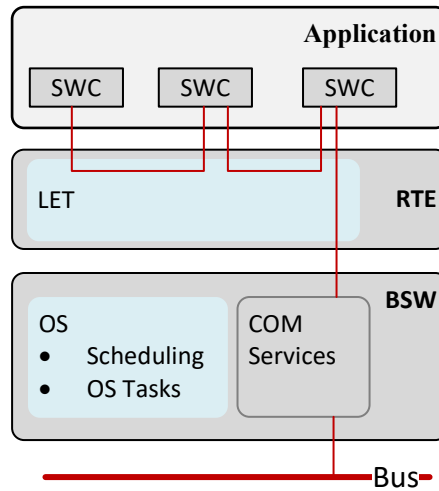 Application
SWC SWC SWC
LET RTE
BSW
OS
• Scheduling
• OS Tasks
COM
Services
Bus